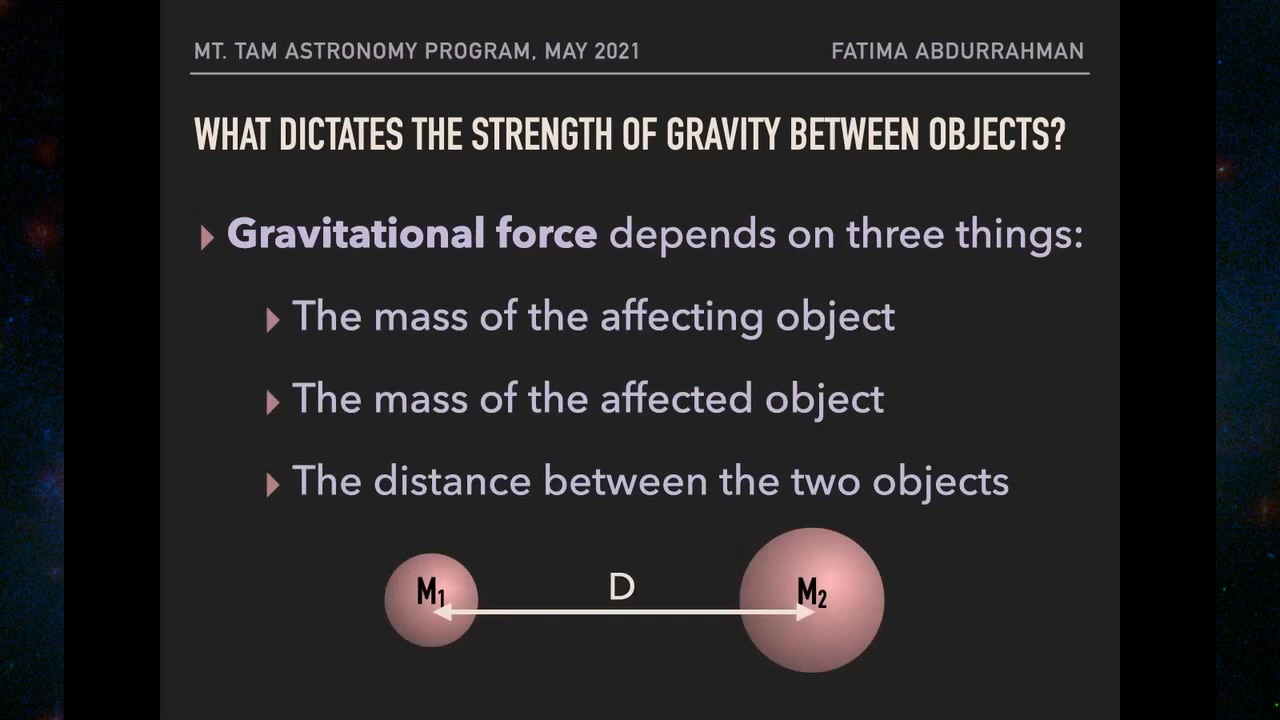 MT. TAM ASTRONOMY PROGRAM, MAY 2021
FATIMA ABDURRAHMAN
WHAT DICTATES THE STRENGTH OF GRAVITY BETWEEN OBJECTS?
Gravitational force depends on three things:
The mass of the affecting object
The mass of the affected object
The distance between the two objects
M₁
D
M₂